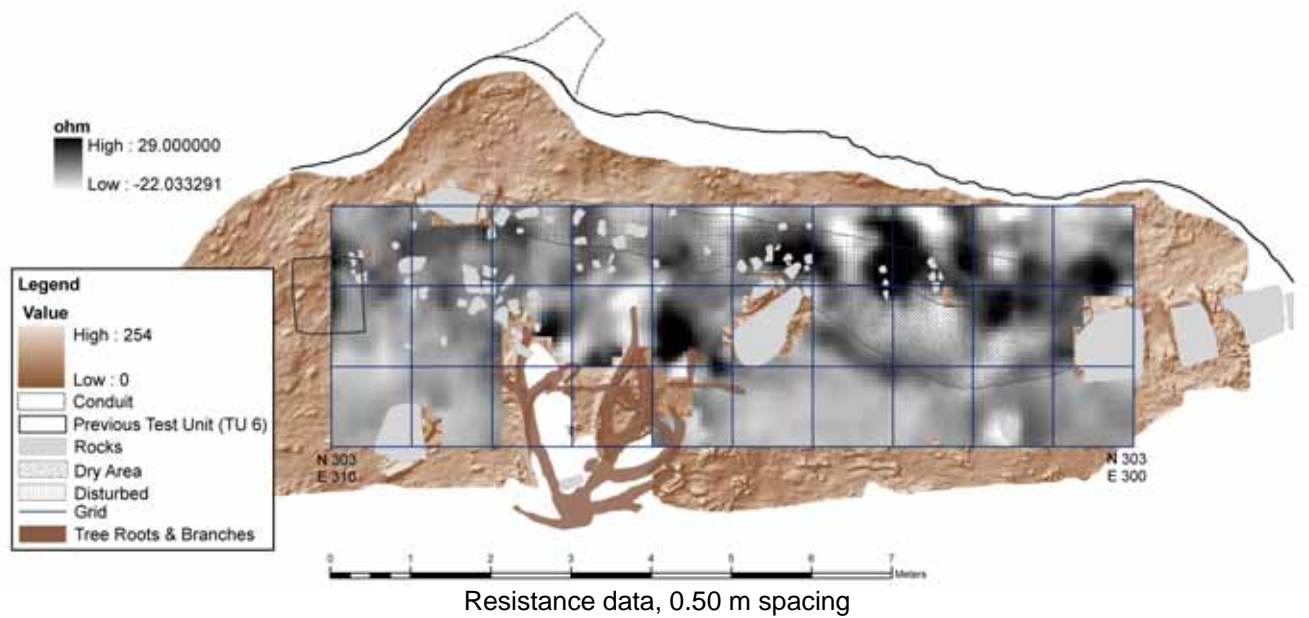 ohm
High : 29.000000
Low : -22.033291
Legend
Value
High : 254
Low : 0
Conduit
Previous Test Unit (TU 6)
Rocks
Dry Area
Disturbed
Grid
Tree Roots & Branches
N 303
E 310
N 303
E 300
0 1 2 3 4 5 6 7
Meters
Resistance data, 0.50 m spacing